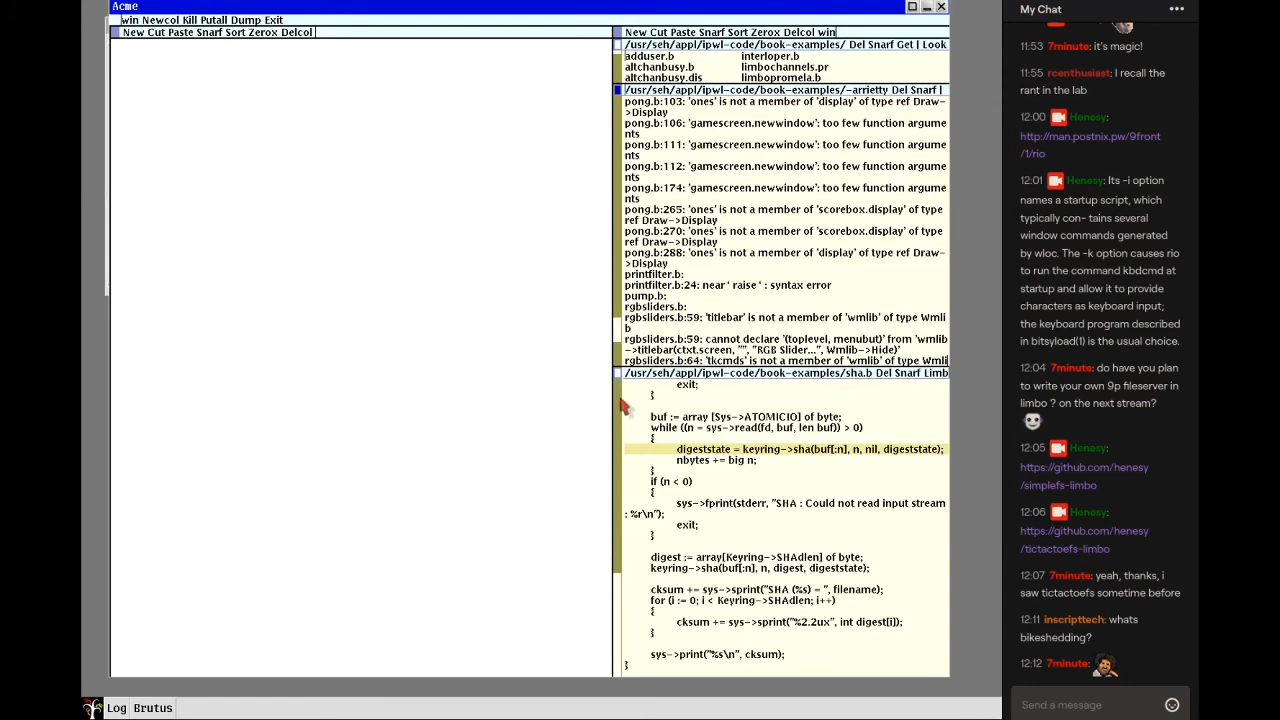 Acme
win Newcol Kill Putall Dump Exit
New Cut Paste Snarf Sort Zerox Delcol
New Cut Paste Snarf Sort Zerox Delcol win
/usr/seh/appl/ipwl-code/book-examples/ Del Snarf Get | Look
adduser.b interloper.b
altchanbusy.b limbochannels.pr
altchanbusy.dis limbopromela.b
/usr/seh/appl/ipwl-code/book-examples/-arrietty Del Snarf |
pong.b:103: 'ones' is not a member of 'display' of type ref Draw-
>Display
pong.b:106: 'gamescreen.newwindow': too few function argume
nts
pong.b:111: 'gamescreen.newwindow': too few function argume
nts
pong.b:112: 'gamescreen.newwindow': too few function argume
nts
pong.b:174: 'gamescreen.newwindow': too few function argume
nts
pong.b:265: 'ones' is not a member of 'scorebox.display' of type
ref Draw->Display
pong.b:270: 'ones' is not a member of 'scorebox.display' of type
ref Draw->Display
pong.b:288: 'ones' is not a member of 'display' of type ref Draw-
>Display
printfilter.b:
printfilter.b:24: near ' raise ' : syntax error
pump.b:
rgbsliders.b:
rgbsliders.b:59: 'titlebar' is not a member of 'wmlib' of type Wmli
b
rgbsliders.b:59: cannot declare '(toplevel, menubut)' from 'wmlib
->titlebar(ctxt.screen, "", "RGB Slider...", Wmlib->Hide)'
rgbsliders.b:64: 'tkcmds' is not a member of 'wmlib' of type Wmli
/usr/seh/appl/ipwl-code/book-examples/sha.b Del Snarf Limb
exit;
}
buf := array [Sys->ATOMICIO] of byte;
while ((n = sys->read(fd, buf, len buf)) > 0)
{
digeststate = keyring->sha(buf[:n], n, nil, digeststate);
nbytes += big n;
}
if (n < 0)
{
sys->fprint(stderr, "SHA : Could not read input stream
: %r\n");
exit;
}
digest := array[Keyring->SHAdlen] of byte;
keyring->sha(buf[:n], n, digest, digeststate);
cksum += sys->sprint("SHA (%s) = ", filename);
for (i := 0; i < Keyring->SHAdlen; i++)
{
cksum += sys->sprint("%2.2ux", int digest[i]);
}
sys->print("%s\n", cksum);
}
Log Brutus
My Chat
11:53 7minute: it's magic!
11:55 rcenthusiast: I recall the
rant in the lab
12:00 Henesy:
http://man.postnix.pw/9front
/1/rio
12:01 Henesy: Its -i option
names a startup script, which
typically con- tains several
window commands generated
by wloc. The -k option causes rio
to run the command kbdcmd at
startup and allow it to provide
characters as keyboard input;
the keyboard program described
in bitsyload(1) is the usual choice.
12:04 7minute: do have you plan
to write your own 9p fileserver in
limbo ? on the next stream?
12:05 Henesy:
https://github.com/henesy
/simplefs-limbo
12:06 Henesy:
https://github.com/henesy
/tictactoefs-limbo
12:07 7minute: yeah, thanks, i
saw tictactoefs sometime before
12:11 inscripttech: whats
bikeshedding?
12:12 7minute:
Send a message